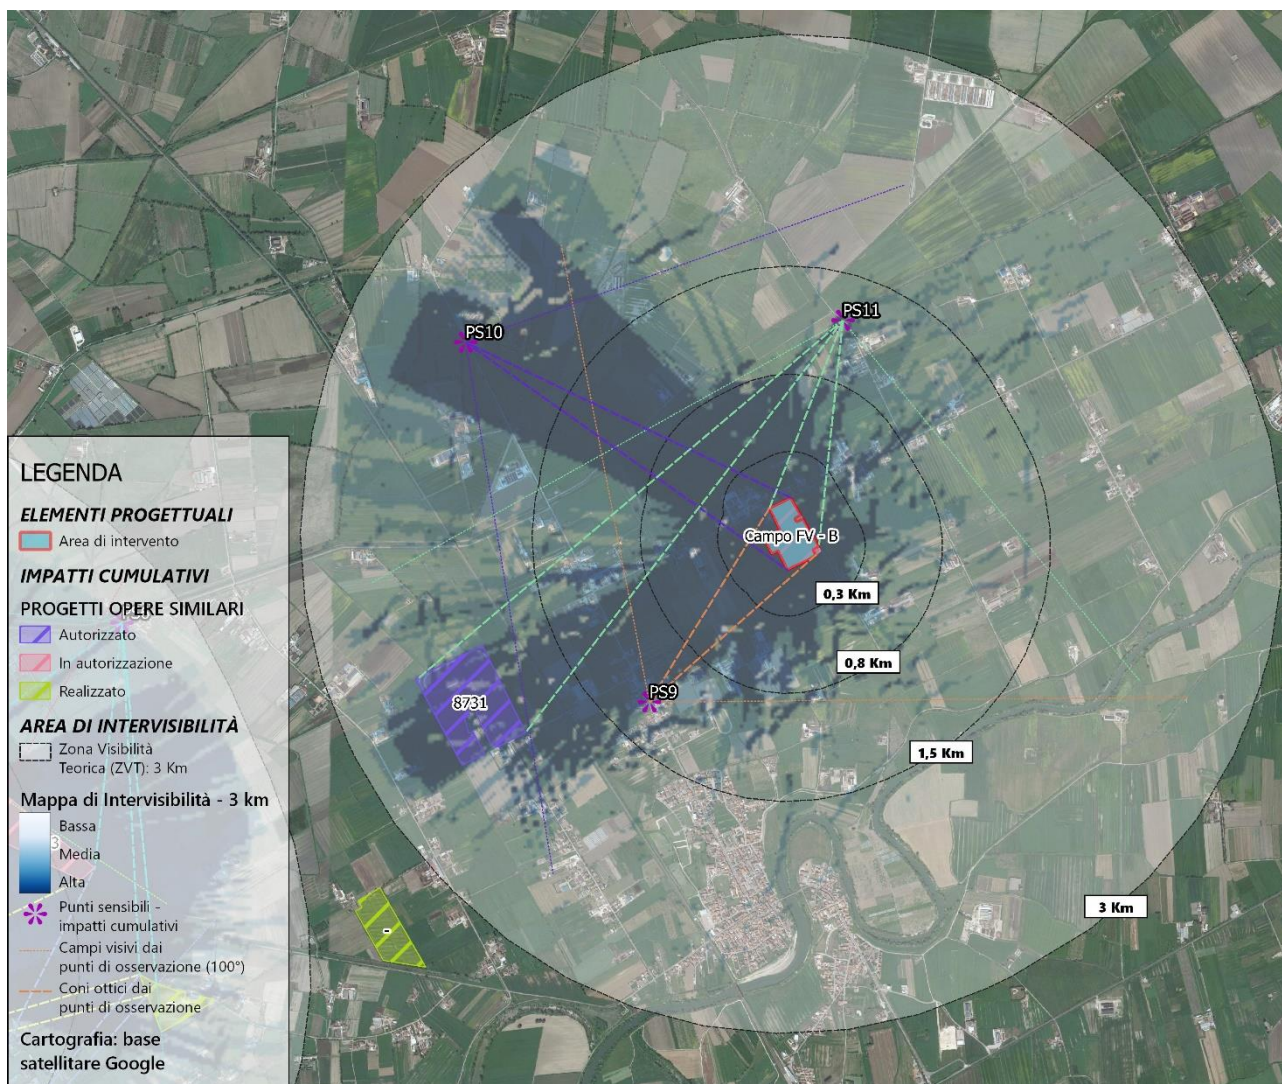 PS10
PS11
Campo FV - B
0,3 Km
0,8 Km
PS9
8731
1,5 Km
3 Km
-
LEGENDA
ELEMENTI PROGETTUALI
Area di intervento
IMPATTI CUMULATIVI
PROGETTI OPERE SIMILARI
Autorizzato
In autorizzazione
Realizzato
AREA DI INTERVISIBILITÀ
Zona Visibilità
Teorica (ZVT): 3 Km
Mappa di Intervisibilità - 3 km
Bassa
3
Media
Alta
Punti sensibili -
impatti cumulativi
Campi visivi dai
punti di osservazione (100°)
Coni ottici dai
punti di osservazione
Cartografia: base
satellitare Google